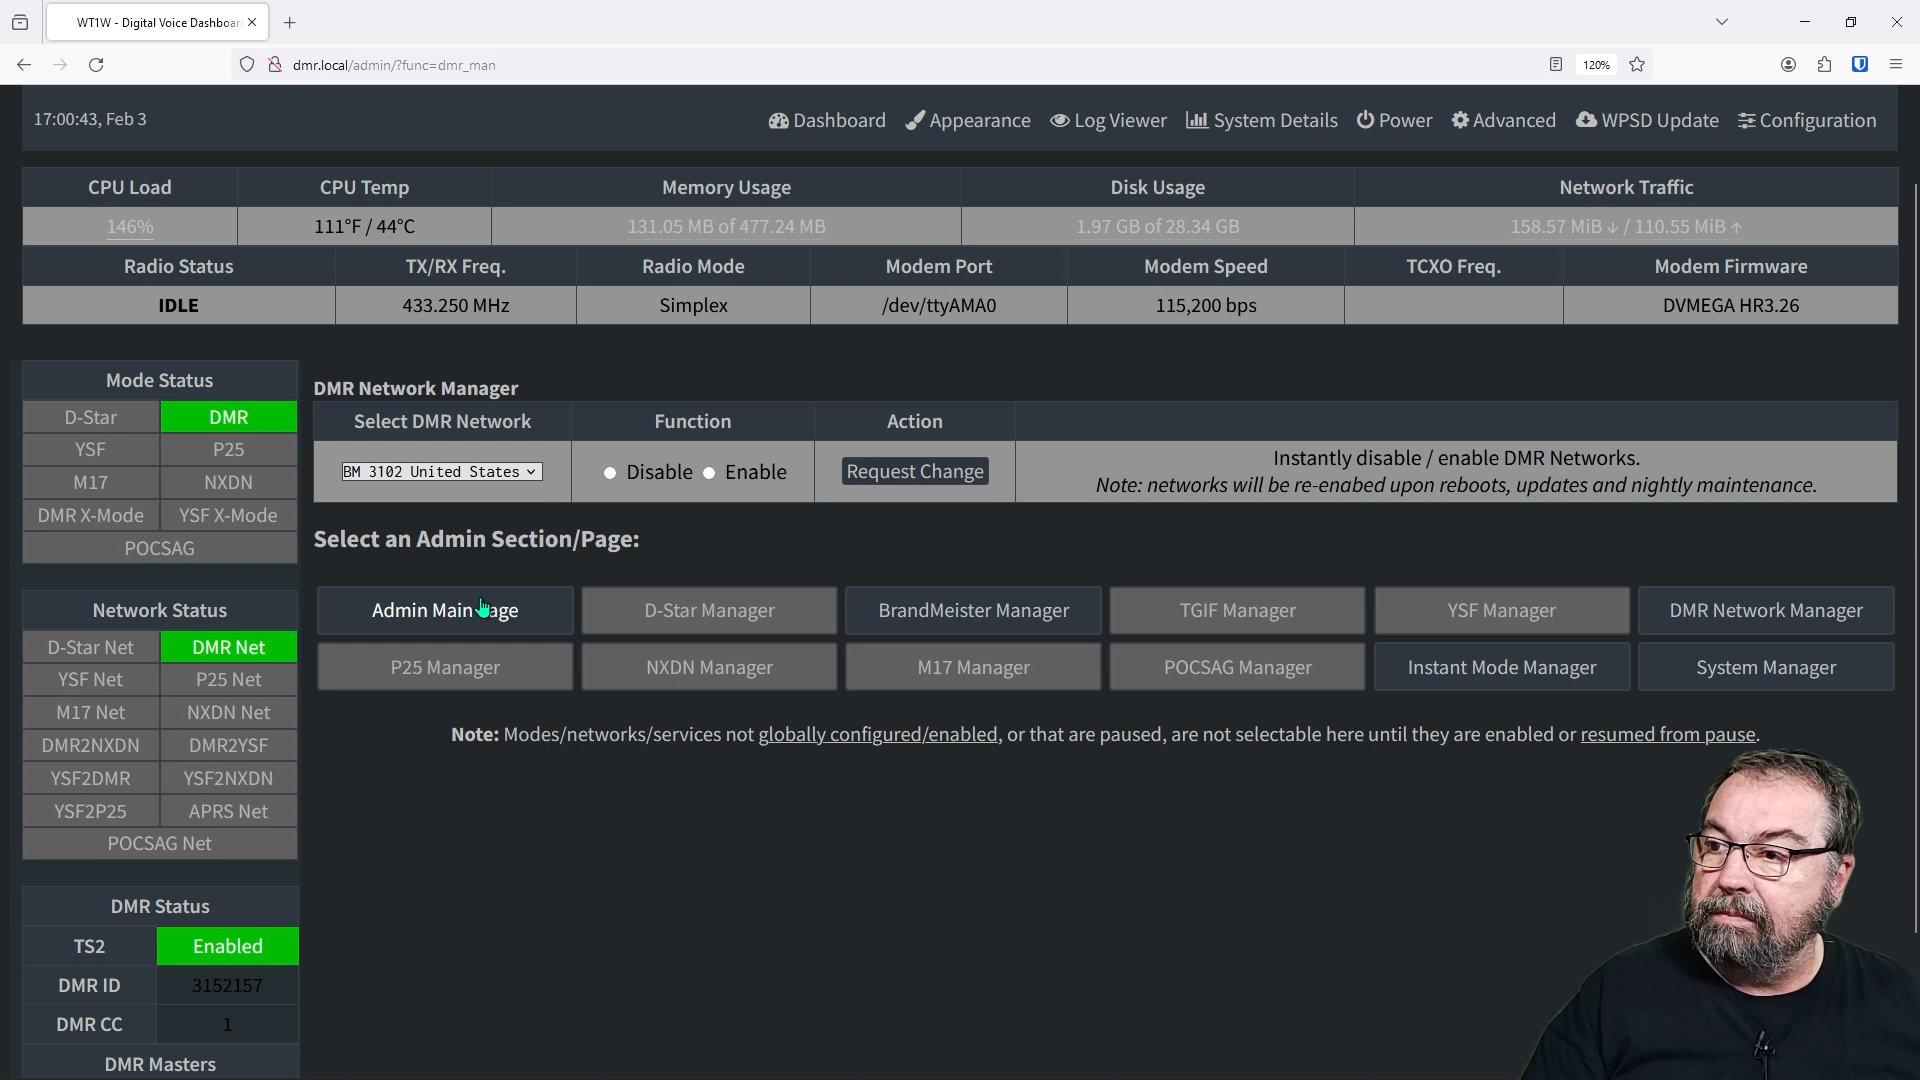 WT1W - Digital Voice Dashboar
dmr.local/admin/?func=dmr_man
120%
17:00:43, Feb 3
Dashboard
Appearance
Log Viewer
System Details
Power
Advanced
WPSD Update
Configuration
CPU Load
CPU Temp
Memory Usage
Disk Usage
Network Traffic
146%
111°F / 44°C
131.05 MB of 477.24 MB
1.97 GB of 28.34 GB
158.57 MiB ↓ / 110.55 MiB ↑
Radio Status
TX/RX Freq.
Radio Mode
Modem Port
Modem Speed
TCXO Freq.
Modem Firmware
IDLE
433.250 MHz
Simplex
/dev/ttyAMA0
115,200 bps
DVMEGA HR3.26
Mode Status
D-Star
DMR
YSF
P25
M17
NXDN
DMR X-Mode
YSF X-Mode
POCSAG
Network Status
D-Star Net
DMR Net
YSF Net
P25 Net
M17 Net
NXDN Net
DMR2NXDN
DMR2YSF
YSF2DMR
YSF2NXDN
YSF2P25
APRS Net
POCSAG Net
DMR Status
TS2
Enabled
DMR ID
3152157
DMR CC
1
DMR Masters
DMR Network Manager
Select DMR Network
Function
Action
BM 3102 United States
Disable
Enable
Request Change
Instantly disable / enable DMR Networks.
Note: networks will be re-enabed upon reboots, updates and nightly maintenance.
Select an Admin Section/Page:
Admin Main Page
D-Star Manager
BrandMeister Manager
TGIF Manager
YSF Manager
DMR Network Manager
P25 Manager
NXDN Manager
M17 Manager
POCSAG Manager
Instant Mode Manager
System Manager
Note: Modes/networks/services not globally configured/enabled, or that are paused, are not selectable here until they are enabled or resumed from pause.